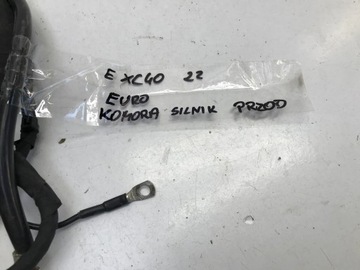 E XC40 22
EURO
KOMORA SILNIK PRZOD